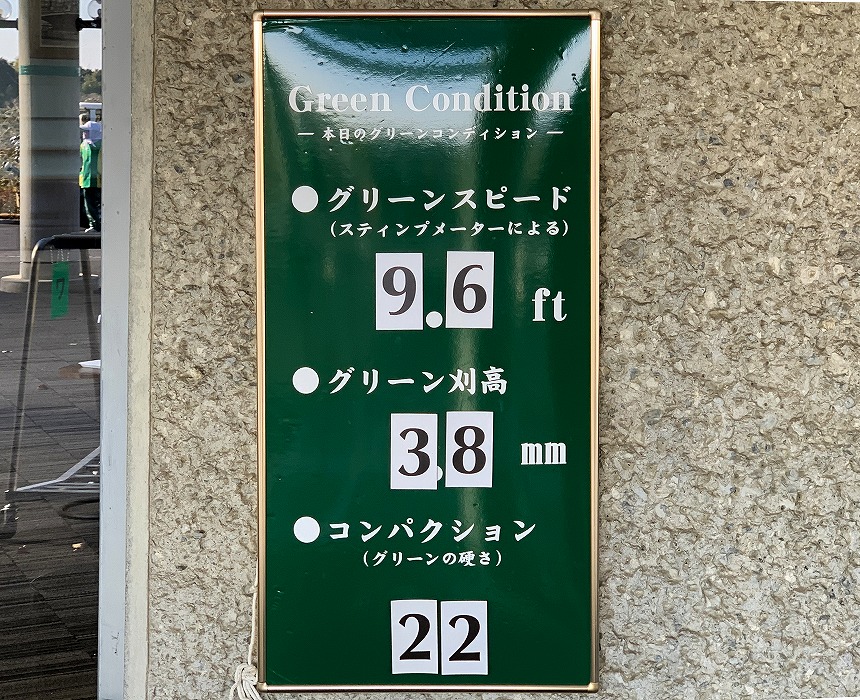 Green Condition
― 本日のグリーンコンディション ―
●グリーンスピード
(スティンプメーターによる)
9.6 ft
●グリーン刈高
3.8 mm
●コンパクション
(グリーンの硬さ)
22
7